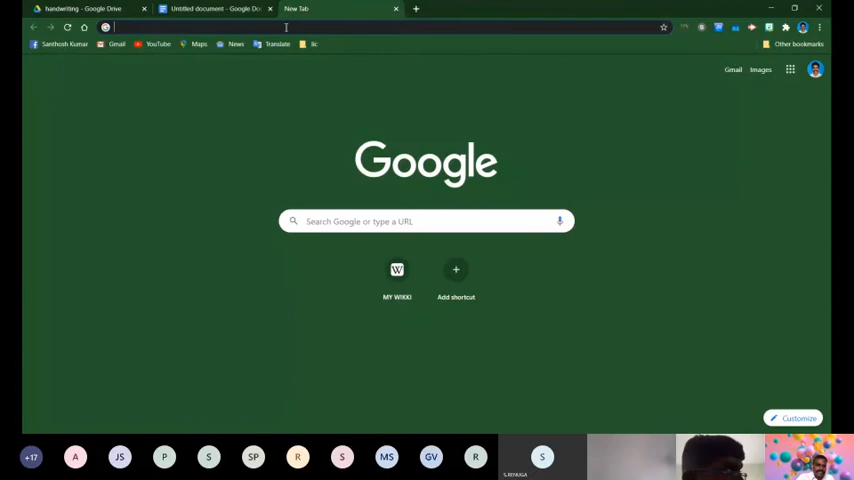 handwriting - Google Drive
Untitled document - Google Do
New Tab
Santhosh Kumar
Gmail
YouTube
Maps
News
Translate
lic
Other bookmarks
Gmail
Images
Google
Search Google or type a URL
W
MY WIKKI
Add shortcut
Customize
+17
A
JS
P
S
SP
R
S
MS
GV
R
S
S.RENUGA